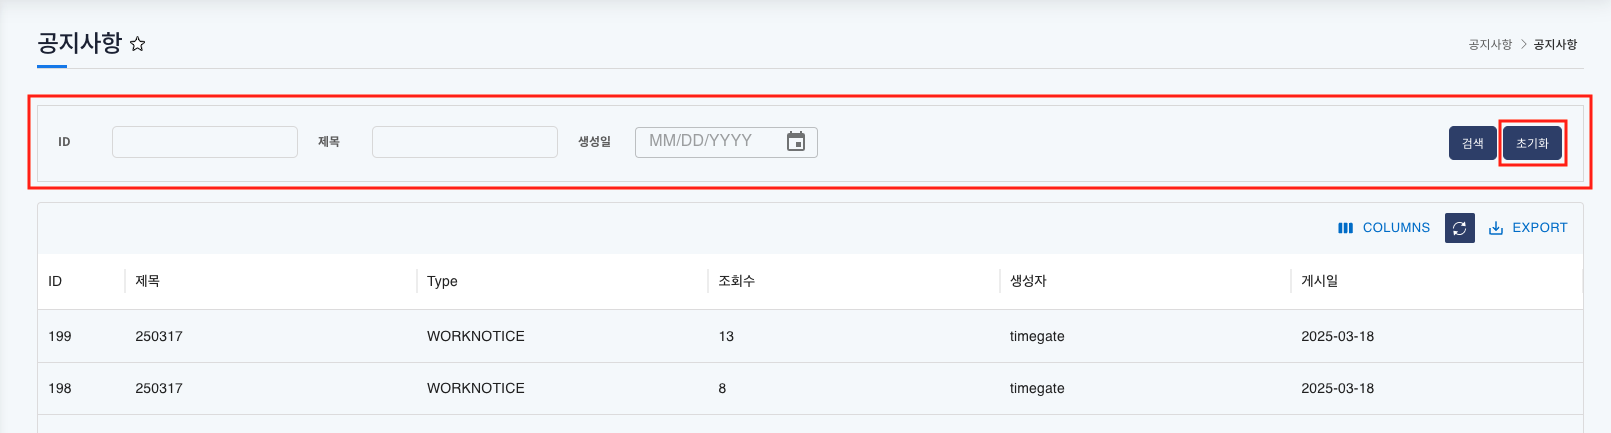 공지사항
공지사항 > 공지사항
ID 제목 생성일 MM/DD/YYYY 검색 초기화
COLUMNS EXPORT
ID 제목 Type 조회수 생성자 게시일
199 250317 WORKNOTICE 13 timegate 2025-03-18
198 250317 WORKNOTICE 8 timegate 2025-03-18